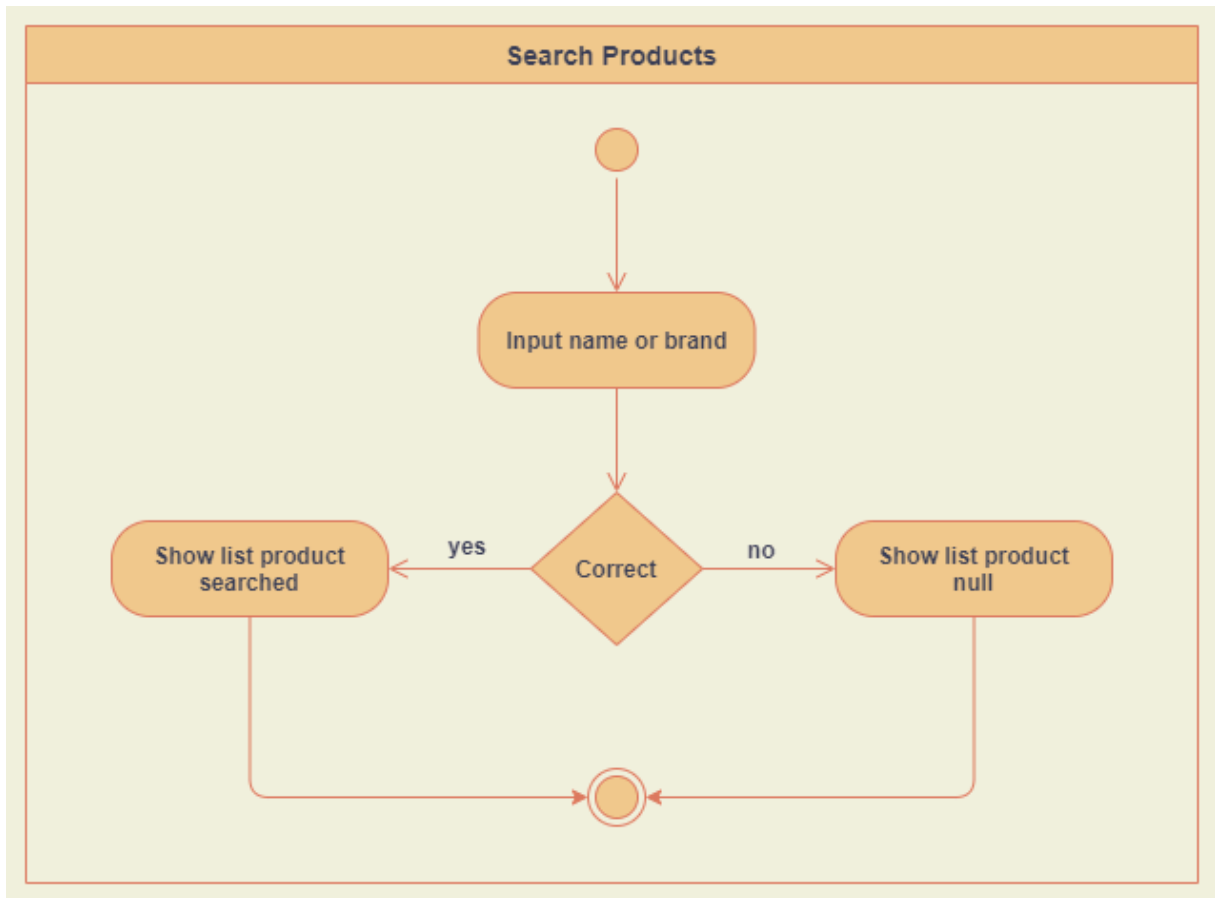 Search Products
Input name or brand
yes
no
Show list product
searched
Correct
Show list product
null